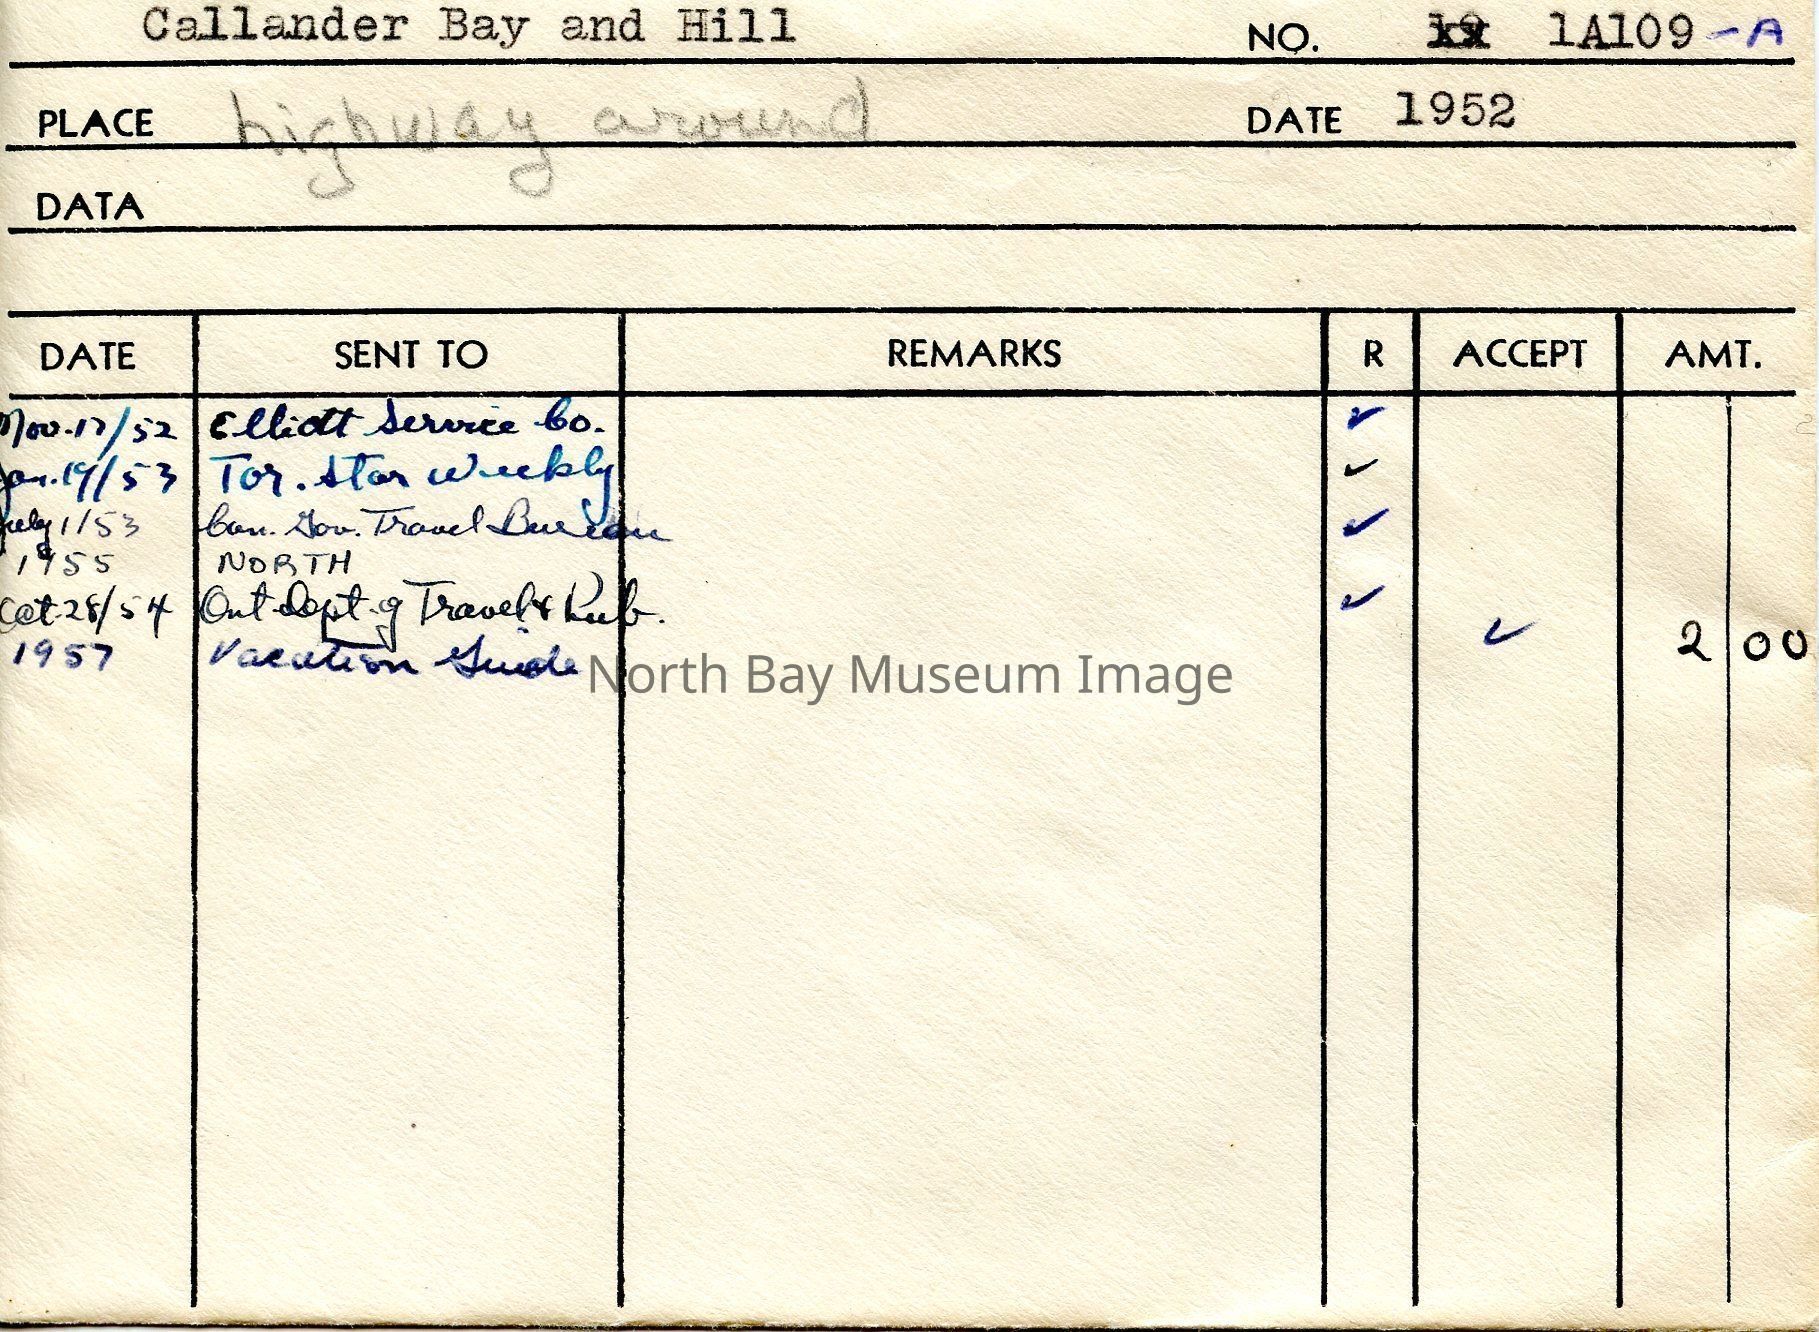 Callander Bay and Hill NO. 1A109-A
PLACE highway around DATE 1952
DATA
DATE SENT TO REMARKS R ACCEPT AMT.
Nov. 17/52 Elliott Service Co. ✓
Jan. 19/53 Tor. Star Weekly ✓
July 1/53 Can. Gov. Travel Bureau ✓
1955 NORTH
Oct. 28/54 Ont Dept. of Travel & Pub. ✓
1957 Vacation Guide ✓ 2 00
North Bay Museum Image